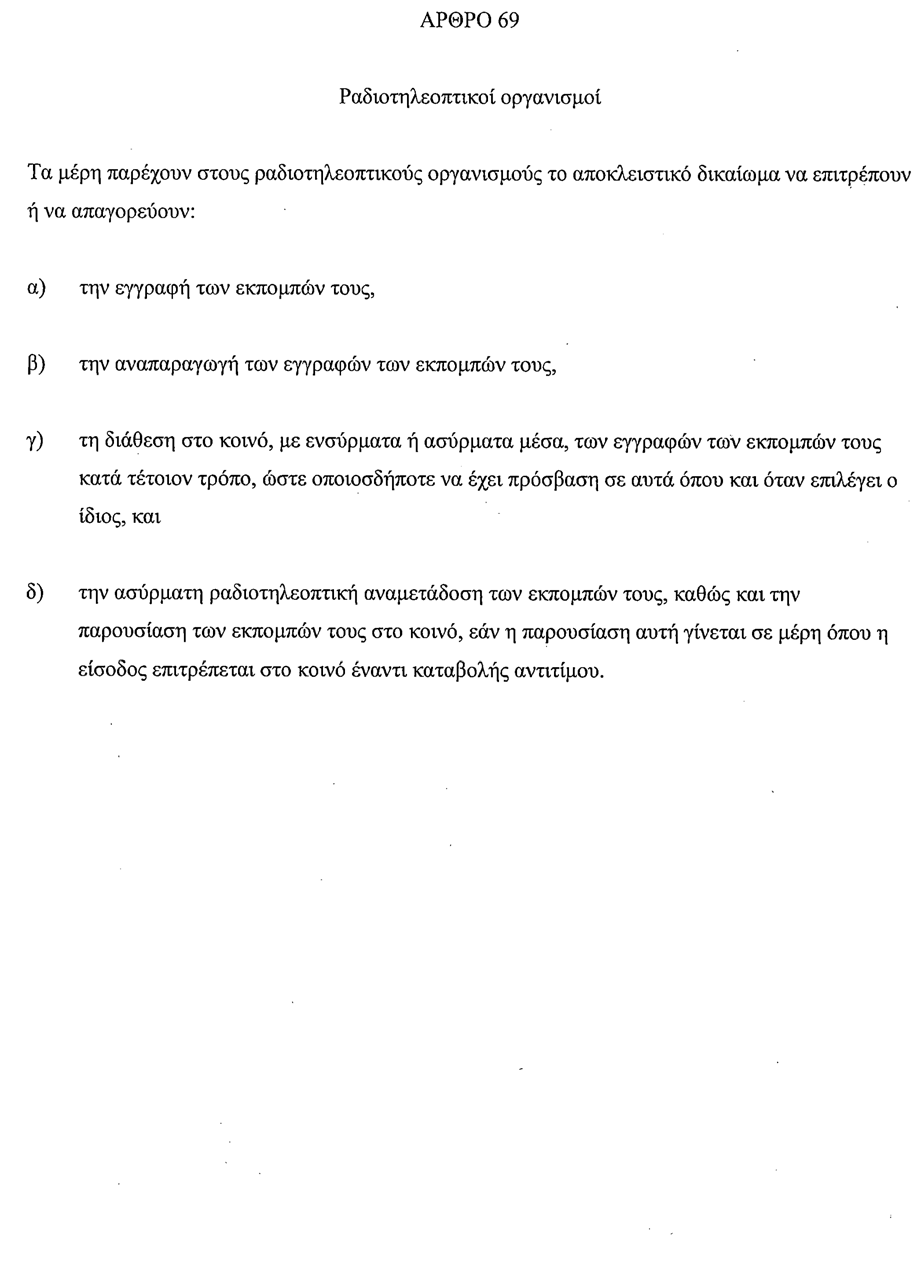 ΑΡΘΡΟ 69
Ραδιοτηλεοπτικοί οργανισμοί
Τα μέρη παρέχουν στους ραδιοτηλεοπτικούς οργανισμούς το αποκλειστικό δικαίωμα να επιτρέπουν
ή να απαγορεύουν:
α) την εγγραφή των εκπομπών τους,
β) την αναπαραγωγή των εγγραφών των εκπομπών τους,
γ) τη διάθεση στο κοινό, με ενσύρματα ή ασύρματα μέσα, των εγγραφών των εκπομπών τους
κατά τέτοιον τρόπο, ώστε οποιοσδήποτε να έχει πρόσβαση σε αυτά όπου και όταν επιλέγει ο
ίδιος, και
δ) την ασύρματη ραδιοτηλεοπτική αναμετάδοση των εκπομπών τους, καθώς και την
παρουσίαση των εκπομπών τους στο κοινό, εάν η παρουσίαση αυτή γίνεται σε μέρη όπου η
είσοδος επιτρέπεται στο κοινό έναντι καταβολής αντιτίμου.